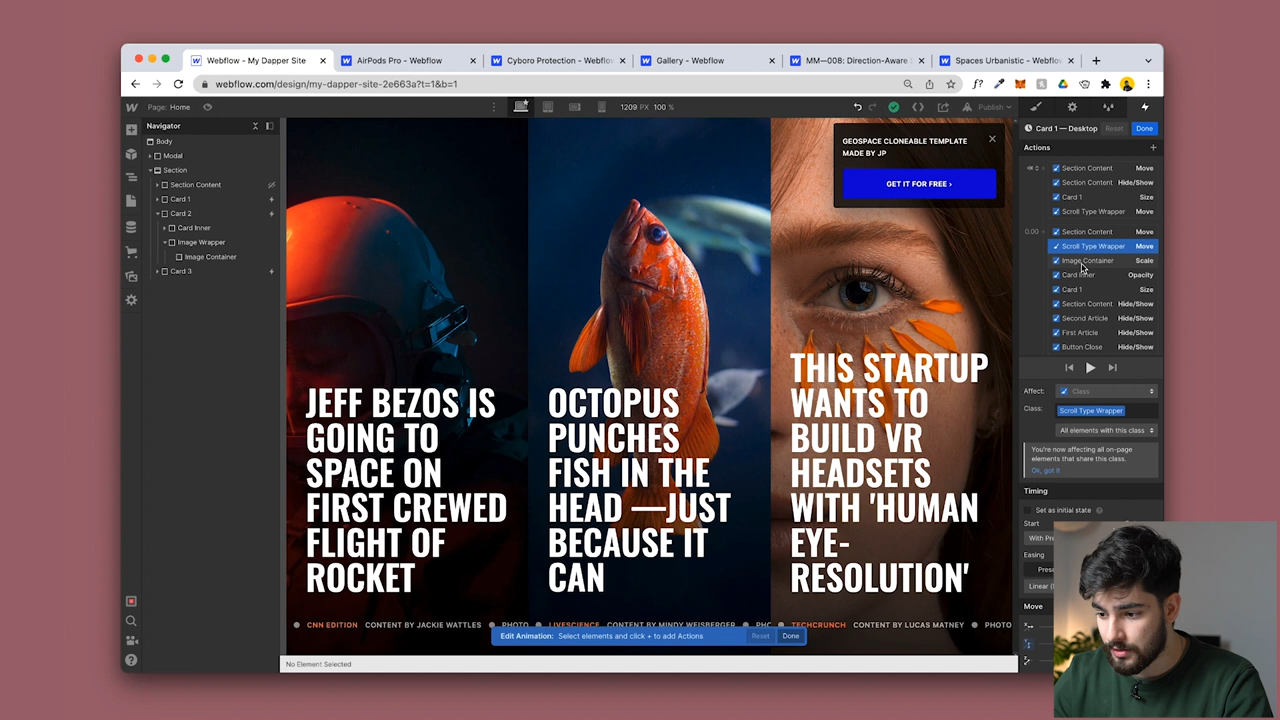 Webflow - My Dapper Site
AirPods Pro - Webflow
Cyboro Protection - Webflow
Gallery - Webflow
MM—008: Direction-Aware
Spaces Urbanistic - Webflow
webflow.com/design/my-dapper-site-2e663a?t=1&b=1
Page: Home
1209 PX 100 %
Publish
Navigator
Body
Modal
Section
Section Content
Card 1
Card 2
Card Inner
Image Wrapper
Image Container
Card 3
GEOSPACE CLONEABLE TEMPLATE
MADE BY JP
GET IT FOR FREE ›
JEFF BEZOS IS
GOING TO
SPACE ON
FIRST CREWED
FLIGHT OF
ROCKET
OCTOPUS
PUNCHES
FISH IN THE
HEAD —JUST
BECAUSE IT
CAN
THIS STARTUP
WANTS TO
BUILD VR
HEADSETS
WITH 'HUMAN
EYE-
RESOLUTION'
CNN EDITION CONTENT BY JACKIE WATTLES PHOTO
LIVESCIENCE CONTENT BY MINDY WEISBERGER PHO
TECHCRUNCH CONTENT BY LUCAS MATNEY PHOTO
Edit Animation: Select elements and click + to add Actions Reset Done
No Element Selected
Card 1 — Desktop Reset Done
Actions
Section Content Move
Section Content Hide/Show
Card 1 Size
Scroll Type Wrapper Move
0.00 Section Content Move
Scroll Type Wrapper Move
Image Container Scale
Card Inner Opacity
Card 1 Size
Section Content Hide/Show
Second Article Hide/Show
First Article Hide/Show
Button Close Hide/Show
Affect: Class
Class: Scroll Type Wrapper
All elements with this class
You're now affecting all on-page
elements that share this class.
Ok, got it
Timing
Set as initial state
Start
With Pre
Easing
Linear
Move